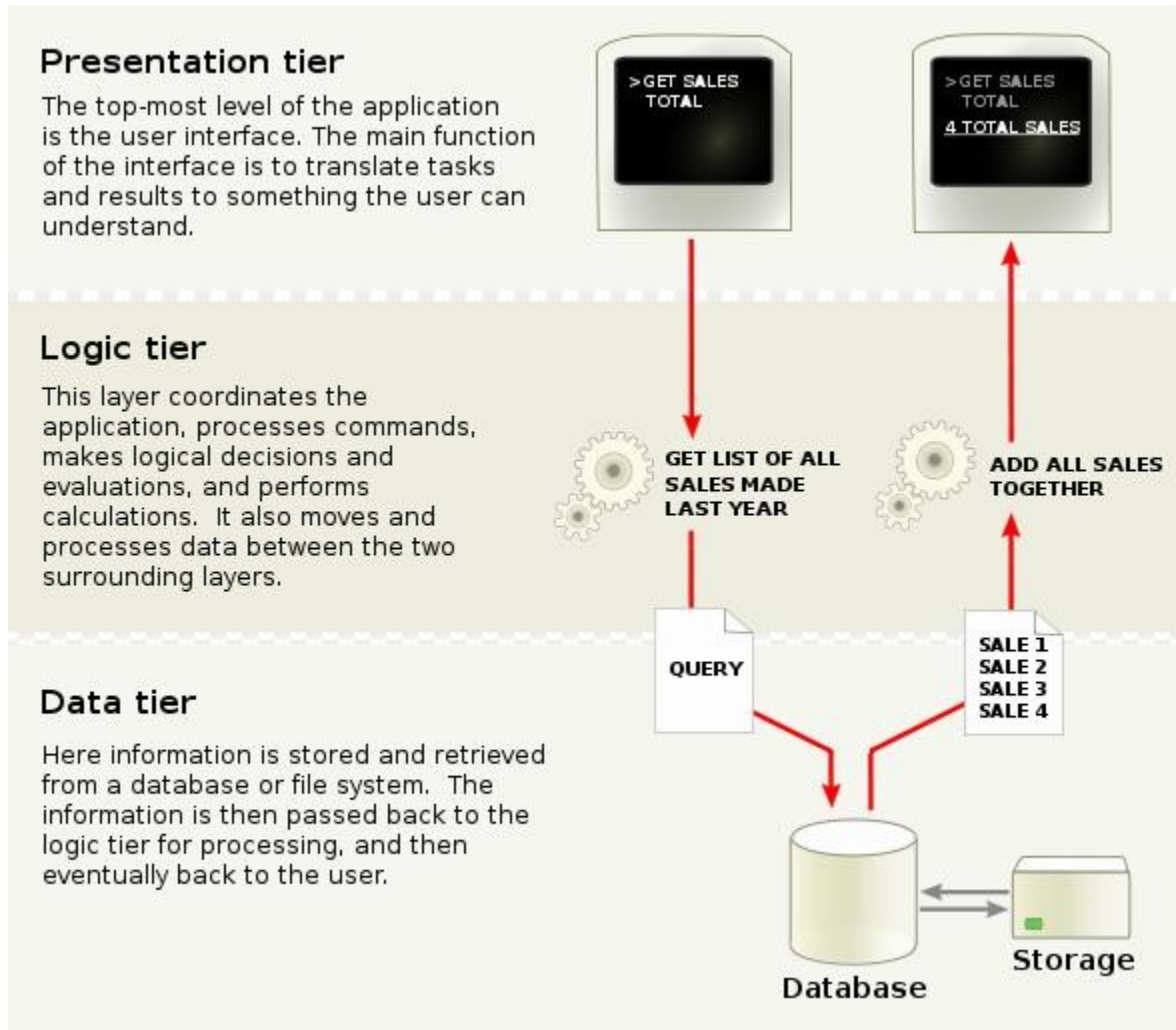 Presentation tier
The top-most level of the application
is the user interface. The main function
of the interface is to translate tasks
and results to something the user can
understand.
>GET SALES
TOTAL
>GET SALES
TOTAL
4 TOTAL SALES
Logic tier
This layer coordinates the
application, processes commands,
makes logical decisions and
evaluations, and performs
calculations.  It also moves and
processes data between the two
surrounding layers.
GET LIST OF ALL
SALES MADE
LAST YEAR
ADD ALL SALES
TOGETHER
QUERY
SALE 1
SALE 2
SALE 3
SALE 4
Data tier
Here information is stored and retrieved
from a database or file system.  The
information is then passed back to the
logic tier for processing, and then
eventually back to the user.
Database
Storage